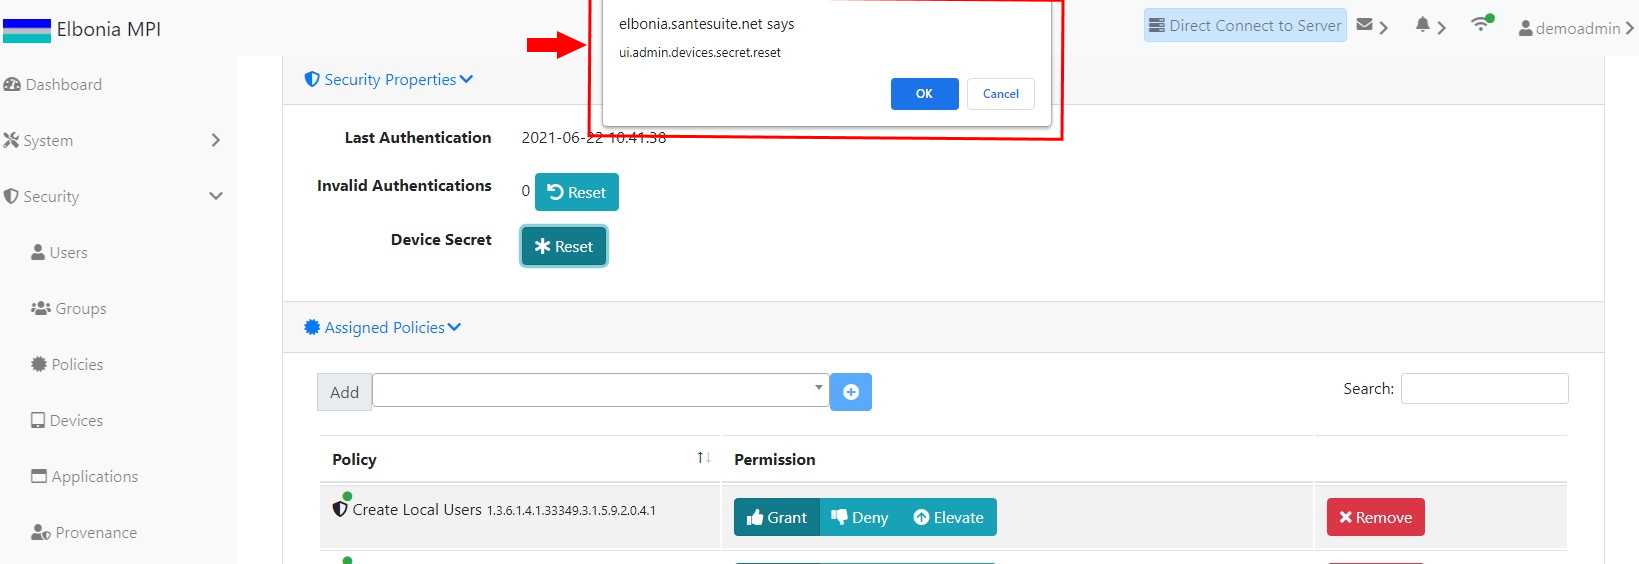 Elbonia MPI
elbonia.santesuite.net says
ui.admin.devices.secret.reset
OK Cancel
Direct Connect to Server
demoadmin
Dashboard
System
Security
Users
Groups
Policies
Devices
Applications
Provenance
Security Properties
Last Authentication 2021-06-22 10:41:38
Invalid Authentications 0 Reset
Device Secret Reset
Assigned Policies
Add Search:
Policy Permission
Create Local Users 1.3.6.1.4.1.33349.3.1.5.9.2.0.4.1 Grant Deny Elevate Remove